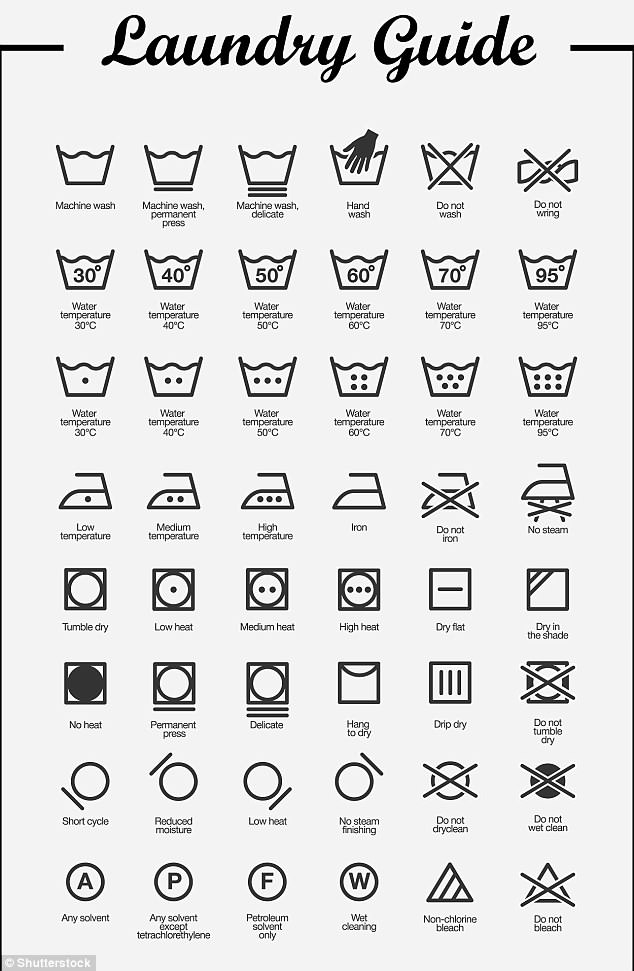 Laundry Guide
Machine wash
Machine wash,
permanent
press
Machine wash,
delicate
Hand
wash
Do not
wash
Do not
wring
30°
40°
50°
60°
70°
95°
Water
temperature
30°C
Water
temperature
40°C
Water
temperature
50°C
Water
temperature
60°C
Water
temperature
70°C
Water
temperature
95°C
Water
temperature
30°C
Water
temperature
40°C
Water
temperature
50°C
Water
temperature
60°C
Water
temperature
70°C
Water
temperature
95°C
Low
temperature
Medium
temperature
High
temperature
Iron
Do not
iron
No steam
Tumble dry
Low heat
Medium heat
High heat
Dry flat
Dry in
the shade
No heat
Permanent
press
Delicate
Hang
to dry
Drip dry
Do not
tumble
dry
Short cycle
Reduced
moisture
Low heat
No steam
finishing
Do not
dryclean
Do not
wet clean
A
P
F
W
Any solvent
Any solvent
except
tetrachlorethylene
Petroleum
solvent
only
Wet
cleaning
Non-chlorine
bleach
Do not
bleach
© Shutterstock